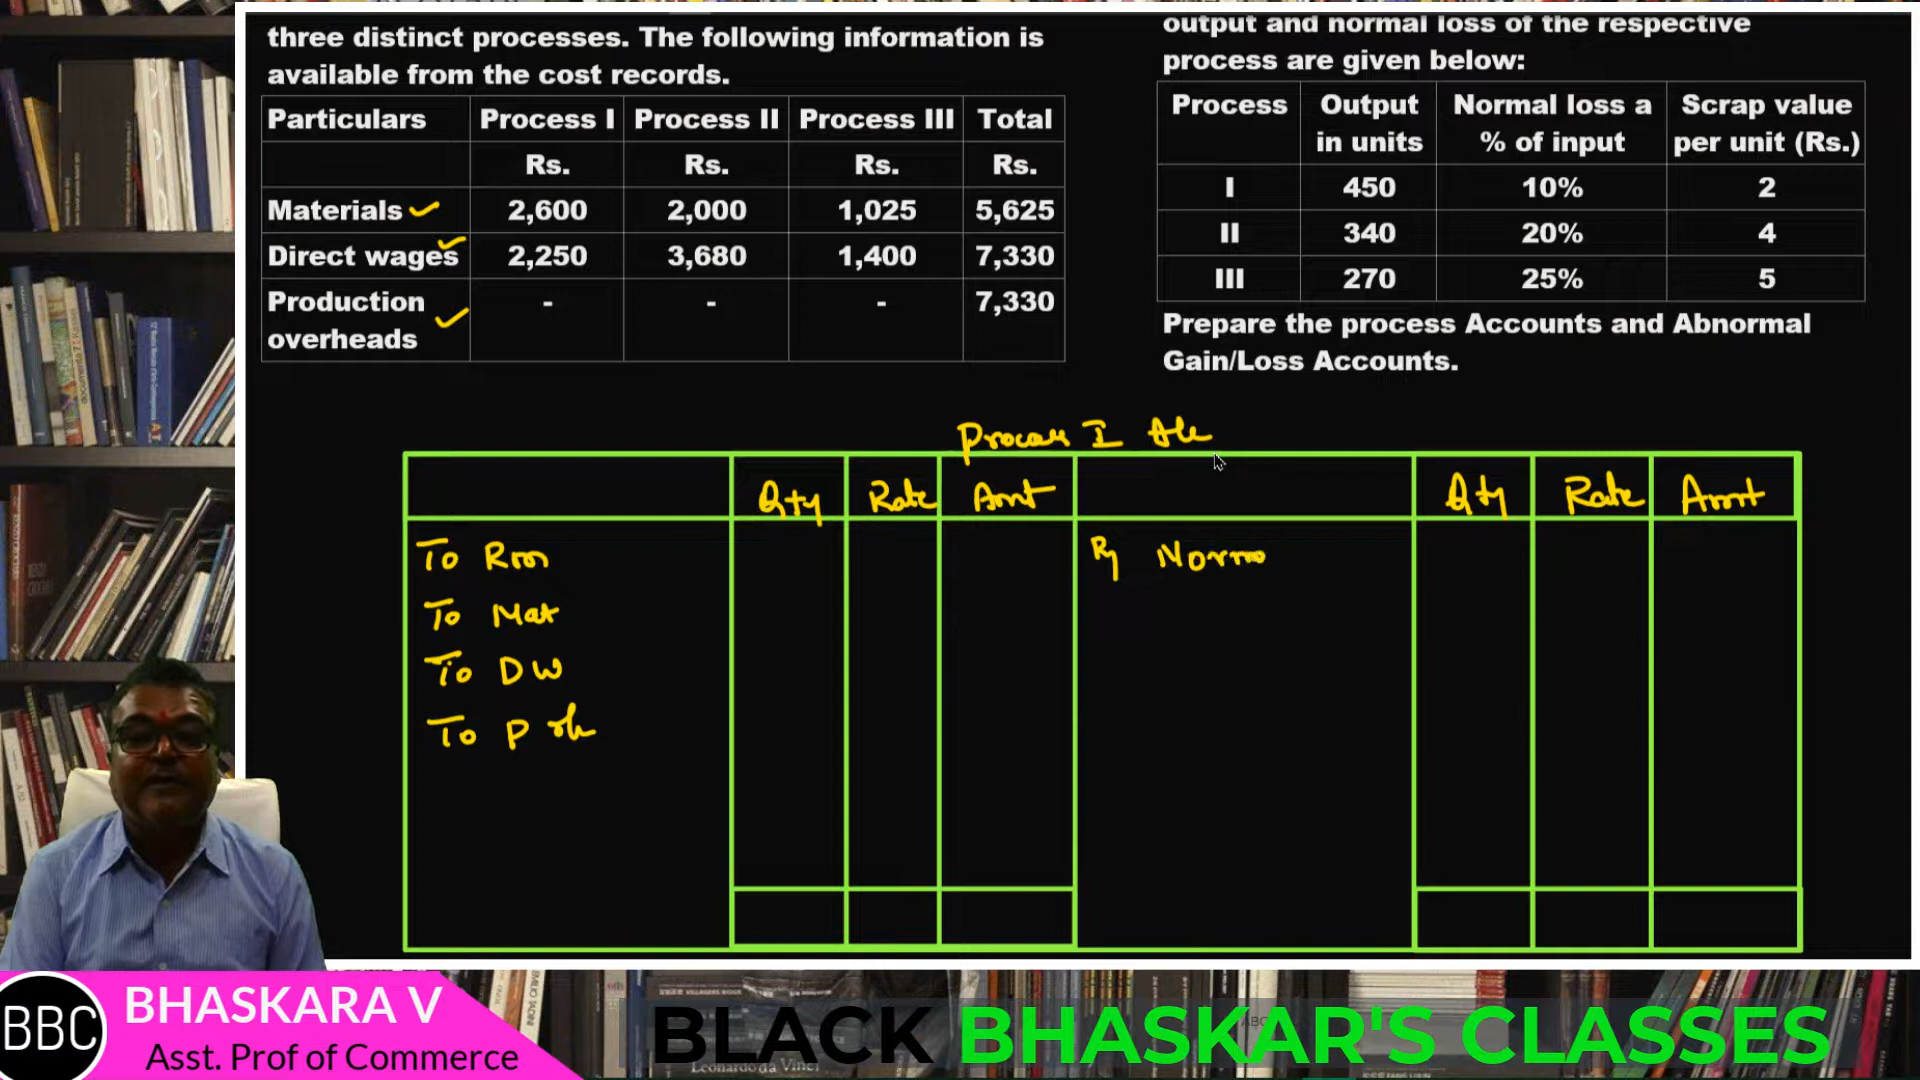 three distinct processes. The following information is
available from the cost records.
Particulars Process I Process II Process III Total
Rs. Rs. Rs. Rs.
Materials 2,600 2,000 1,025 5,625
Direct wages 2,250 3,680 1,400 7,330
Production overheads - - - 7,330
output and normal loss of the respective
process are given below:
Process Output in units Normal loss a % of input Scrap value per unit (Rs.)
I 450 10% 2
II 340 20% 4
III 270 25% 5
Prepare the process Accounts and Abnormal
Gain/Loss Accounts.
Process I
Qty Rate Amt Qty Rate Amt
To Rm
By Norm
To Mat
To DW
To P oh
BBC
BHASKARA V
Asst. Prof of Commerce
BLACK BHASKAR'S CLASSES
Leonardo da Vinci